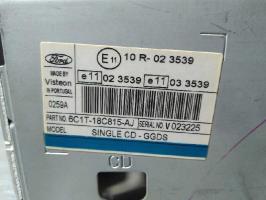 Ford
E11 10 R- 02 3539
MADE BY
Visteon
IN PORTUGAL
e11 02 3539 e11 03 3539
0259A
PART NO. 6C1T-18C815-AJ SERIAL NO. V 023225
MODEL SINGLE CD - GGDS
CD